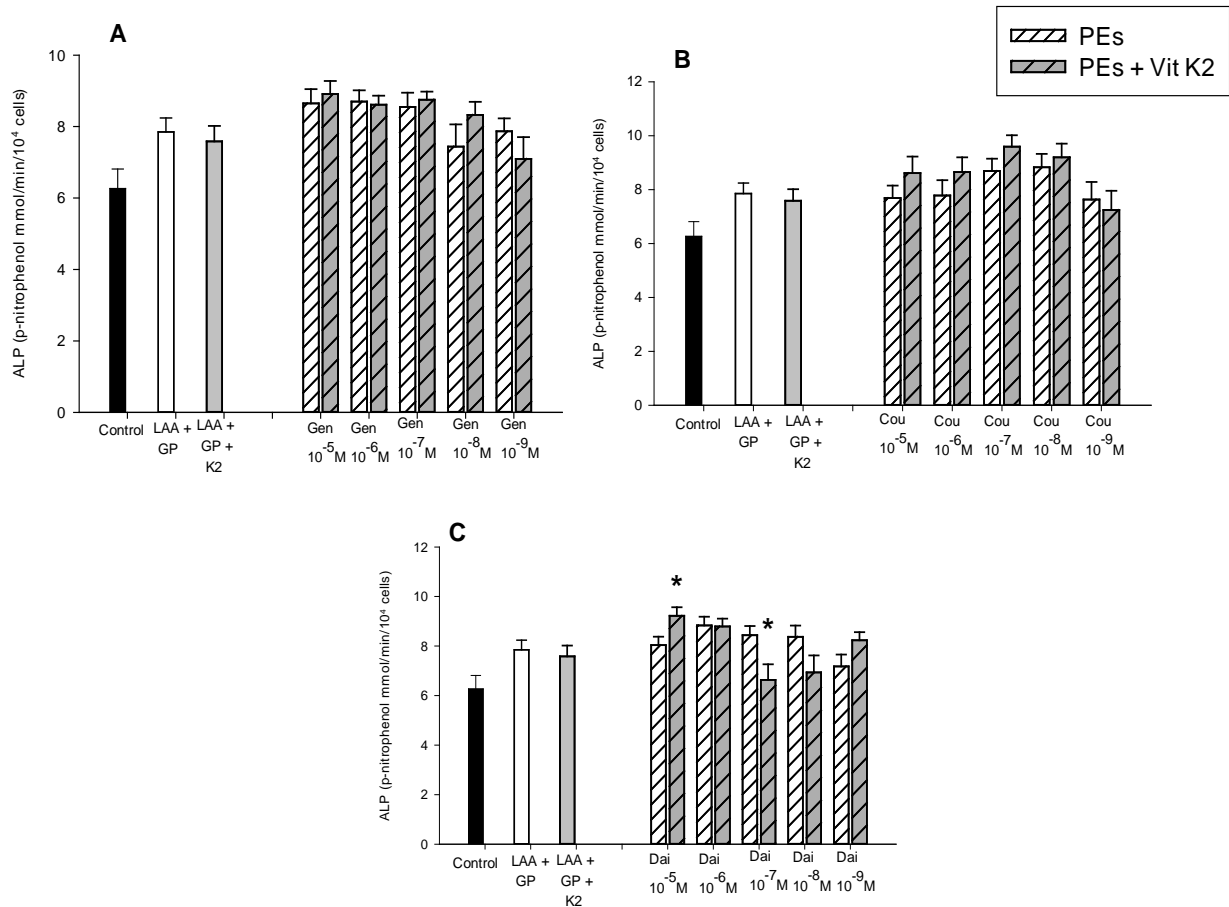 A
PEs
PEs + Vit K2
B
ALP (p-nitrophenol mmol/min/10⁴ cells)
10
8
6
4
2
0
Control
LAA +
GP
LAA +
GP +
K2
Gen
10⁻⁵M
Gen
10⁻⁶M
Gen
10⁻⁷M
Gen
10⁻⁸M
Gen
10⁻⁹M
ALP (p-nitrophenol mmol/min/10⁴ cells)
12
10
8
6
4
2
0
Control
LAA +
GP
LAA +
GP +
K2
Cou
10⁻⁵M
Cou
10⁻⁶M
Cou
10⁻⁷M
Cou
10⁻⁸M
Cou
10⁻⁹M
C
ALP (p-nitrophenol mmol/min/10⁴ cells)
12
10
8
6
4
2
0
*
*
Control
LAA +
GP
LAA +
GP +
K2
Dai
10⁻⁵M
Dai
10⁻⁶M
Dai
10⁻⁷M
Dai
10⁻⁸M
Dai
10⁻⁹M